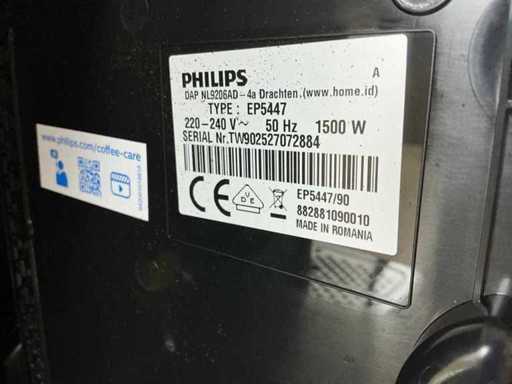 PHILIPS
A
DAP NL9206AD-4a Drachten.(www.home.id)
TYPE: EP5447
220-240 V~ 50 Hz 1500 W
SERIAL Nr.TW902527072884
CE
EP5447/90
882881090010
MADE IN ROMANIA
www.philips.com/coffee-care